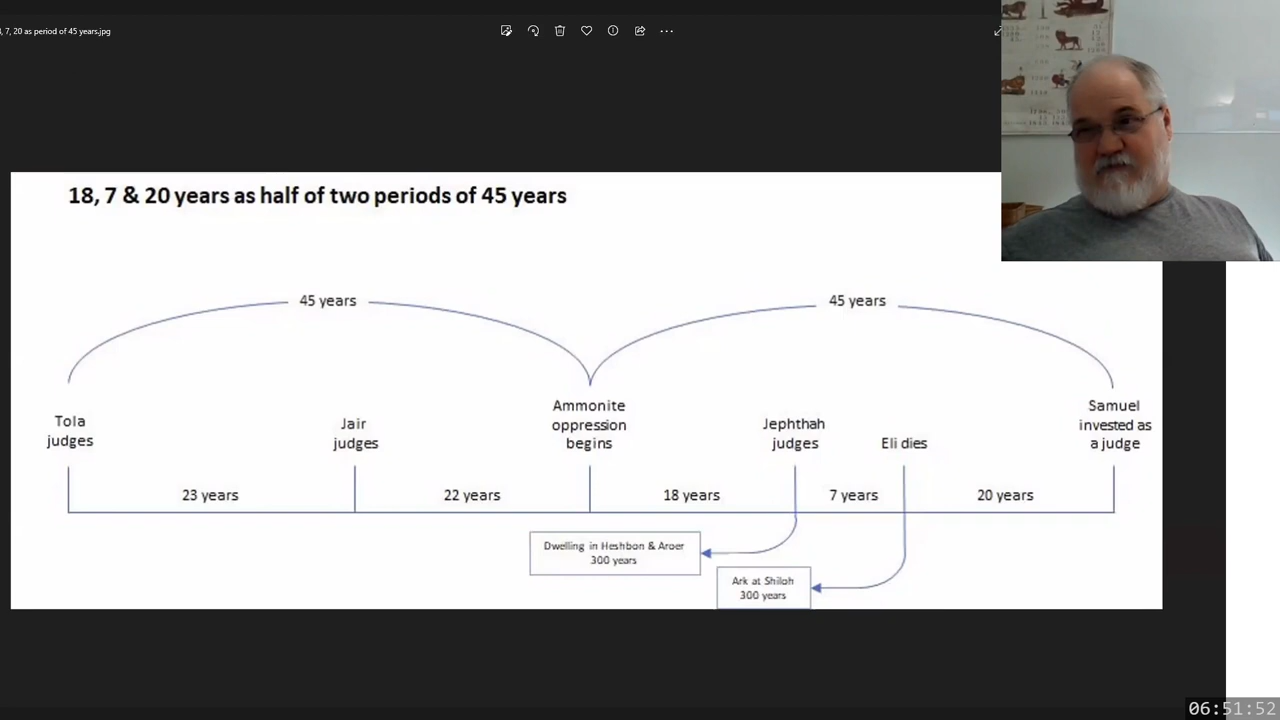 , 7, 20 as period of 45 years.jpg
18, 7 & 20 years as half of two periods of 45 years
45 years
45 years
Tola
judges
Jair
judges
Ammonite
oppression
begins
Jephthah
judges
Eli dies
Samuel
invested as
a judge
23 years
22 years
18 years
7 years
20 years
Dwelling in Heshbon & Aroer
300 years
Ark at Shiloh
300 years
06:51:52